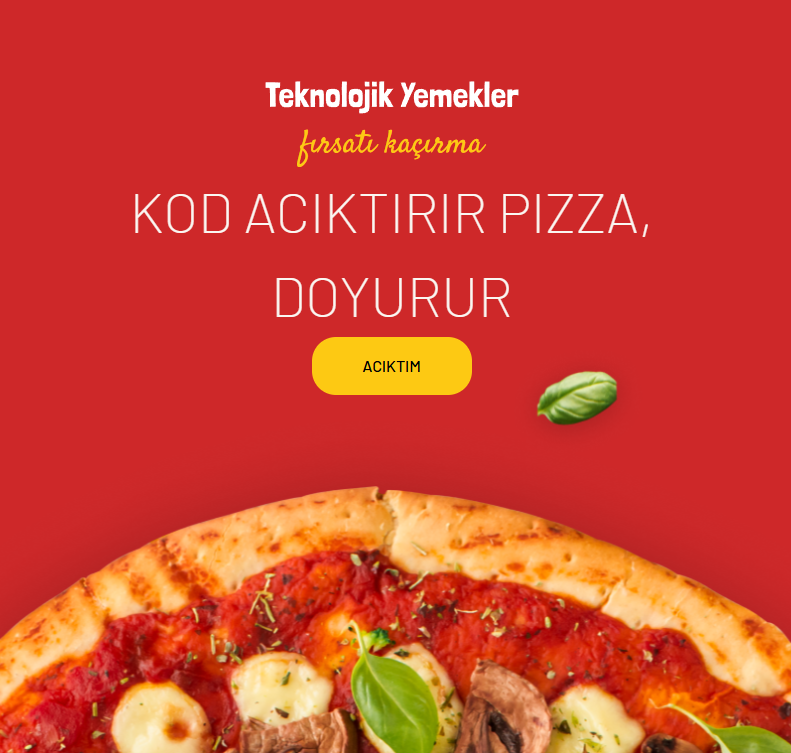 Teknolojik Yemekler
fırsatı kaçırma
KOD ACIKTIRIR PIZZA,
DOYURUR
ACIKTIM